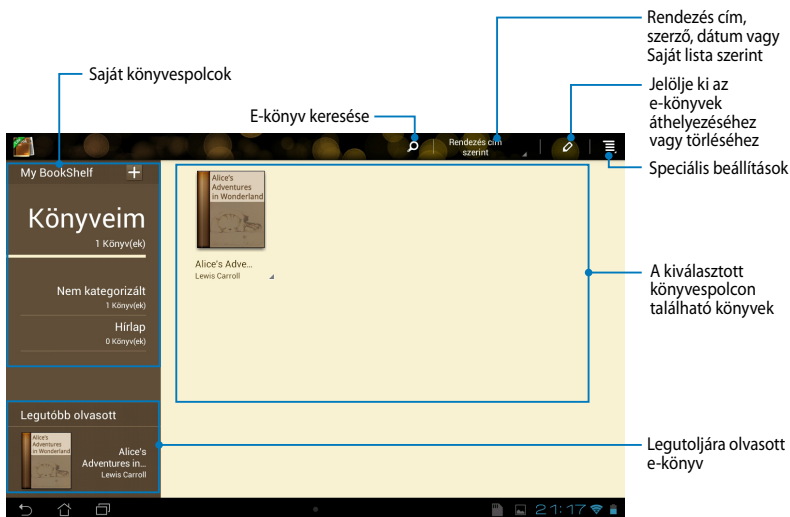 Rendezés cím,
szerző, dátum vagy
Saját lista szerint
Saját könyvespolcok
Jelölje ki az
e-könyvek
áthelyezéséhez
vagy törléséhez
E-könyv keresése
Rendezés cím
szerint
Speciális beállítások
My BookShelf
Könyveim
1 Könyv(ek)
Nem kategorizált
1 Könyv(ek)
Hírlap
0 Könyv(ek)
Alice's
Adventures
in Wonderland
Alice's Adve...
Lewis Carroll
A kiválasztott
könyvespolcon
található könyvek
Legutóbb olvasott
Alice's
Adventures
in Wonderland
Alice's
Adventures in...
Lewis Carroll
Legutoljára olvasott
e-könyv
21:17